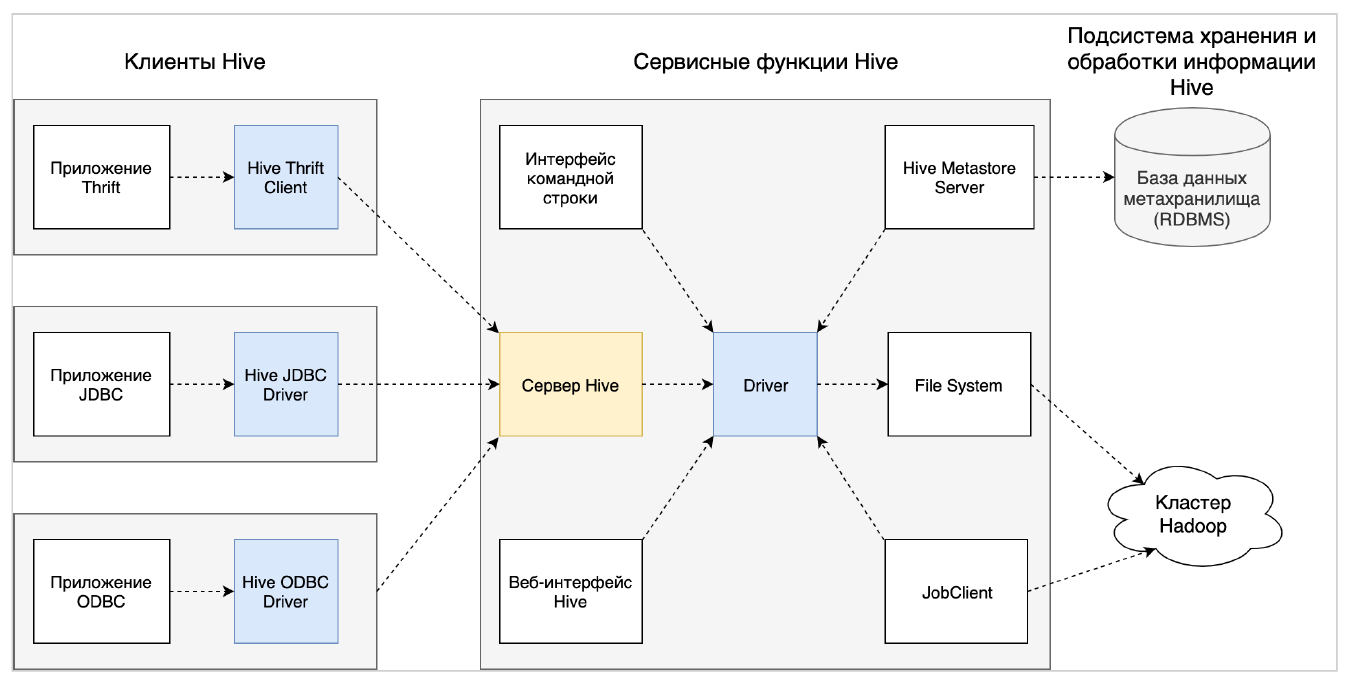 Клиенты Hive
Сервисные функции Hive
Подсистема хранения и
обработки информации
Hive
Приложение
Thrift
Hive Thrift
Client
Интерфейс
командной
строки
Hive Metastore
Server
База данных
метахранилища
(RDBMS)
Приложение
JDBC
Hive JDBC
Driver
Сервер Hive
Driver
File System
Кластер
Hadoop
Приложение
ODBC
Hive ODBC
Driver
Веб-интерфейс
Hive
JobClient